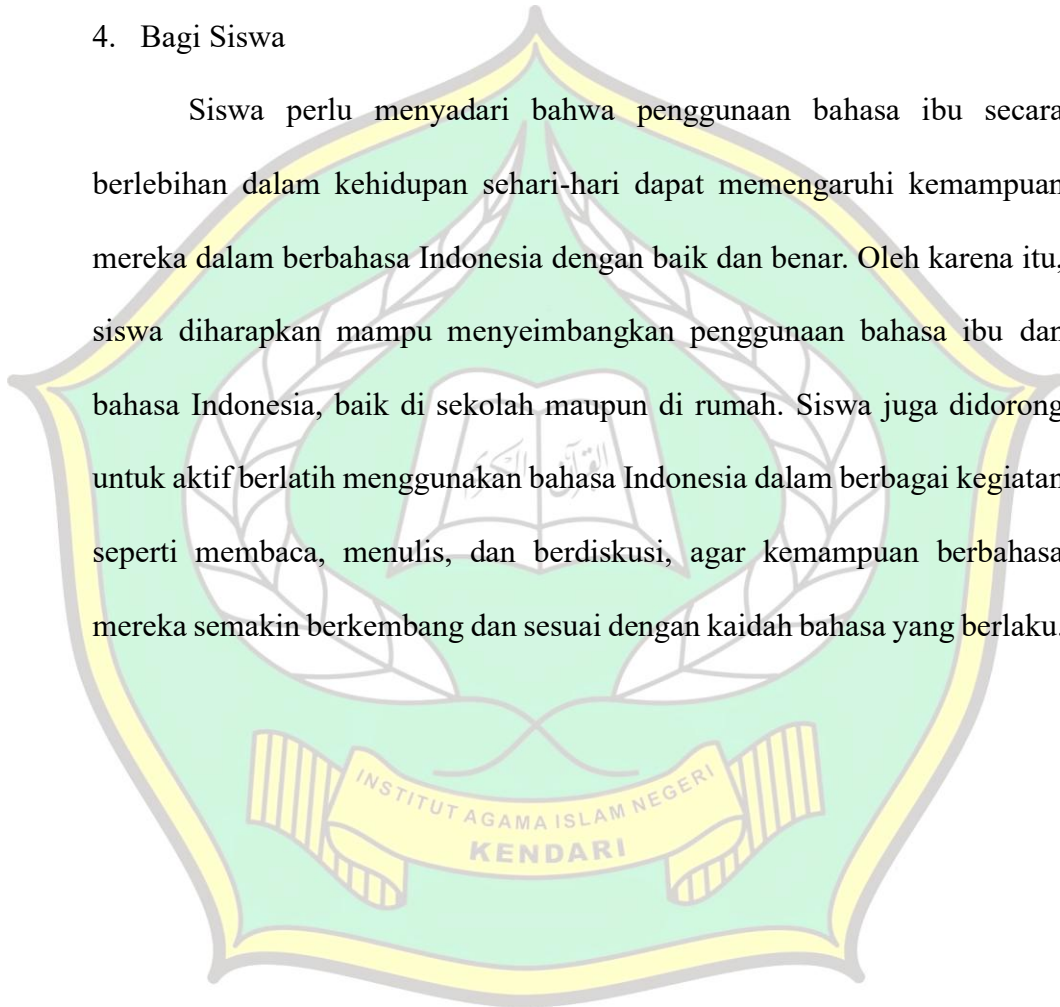 4. Bagi Siswa
Siswa perlu menyadari bahwa penggunaan bahasa ibu secara
berlebihan dalam kehidupan sehari-hari dapat memengaruhi kemampuan
mereka dalam berbahasa Indonesia dengan baik dan benar. Oleh karena itu,
siswa diharapkan mampu menyeimbangkan penggunaan bahasa ibu dan
bahasa Indonesia, baik di sekolah maupun di rumah. Siswa juga didorong
untuk aktif berlatih menggunakan bahasa Indonesia dalam berbagai kegiatan
seperti membaca, menulis, dan berdiskusi, agar kemampuan berbahasa
mereka semakin berkembang dan sesuai dengan kaidah bahasa yang berlaku.
القرآن الكريم
INSTITUT AGAMA ISLAM NEGERI
KENDARI